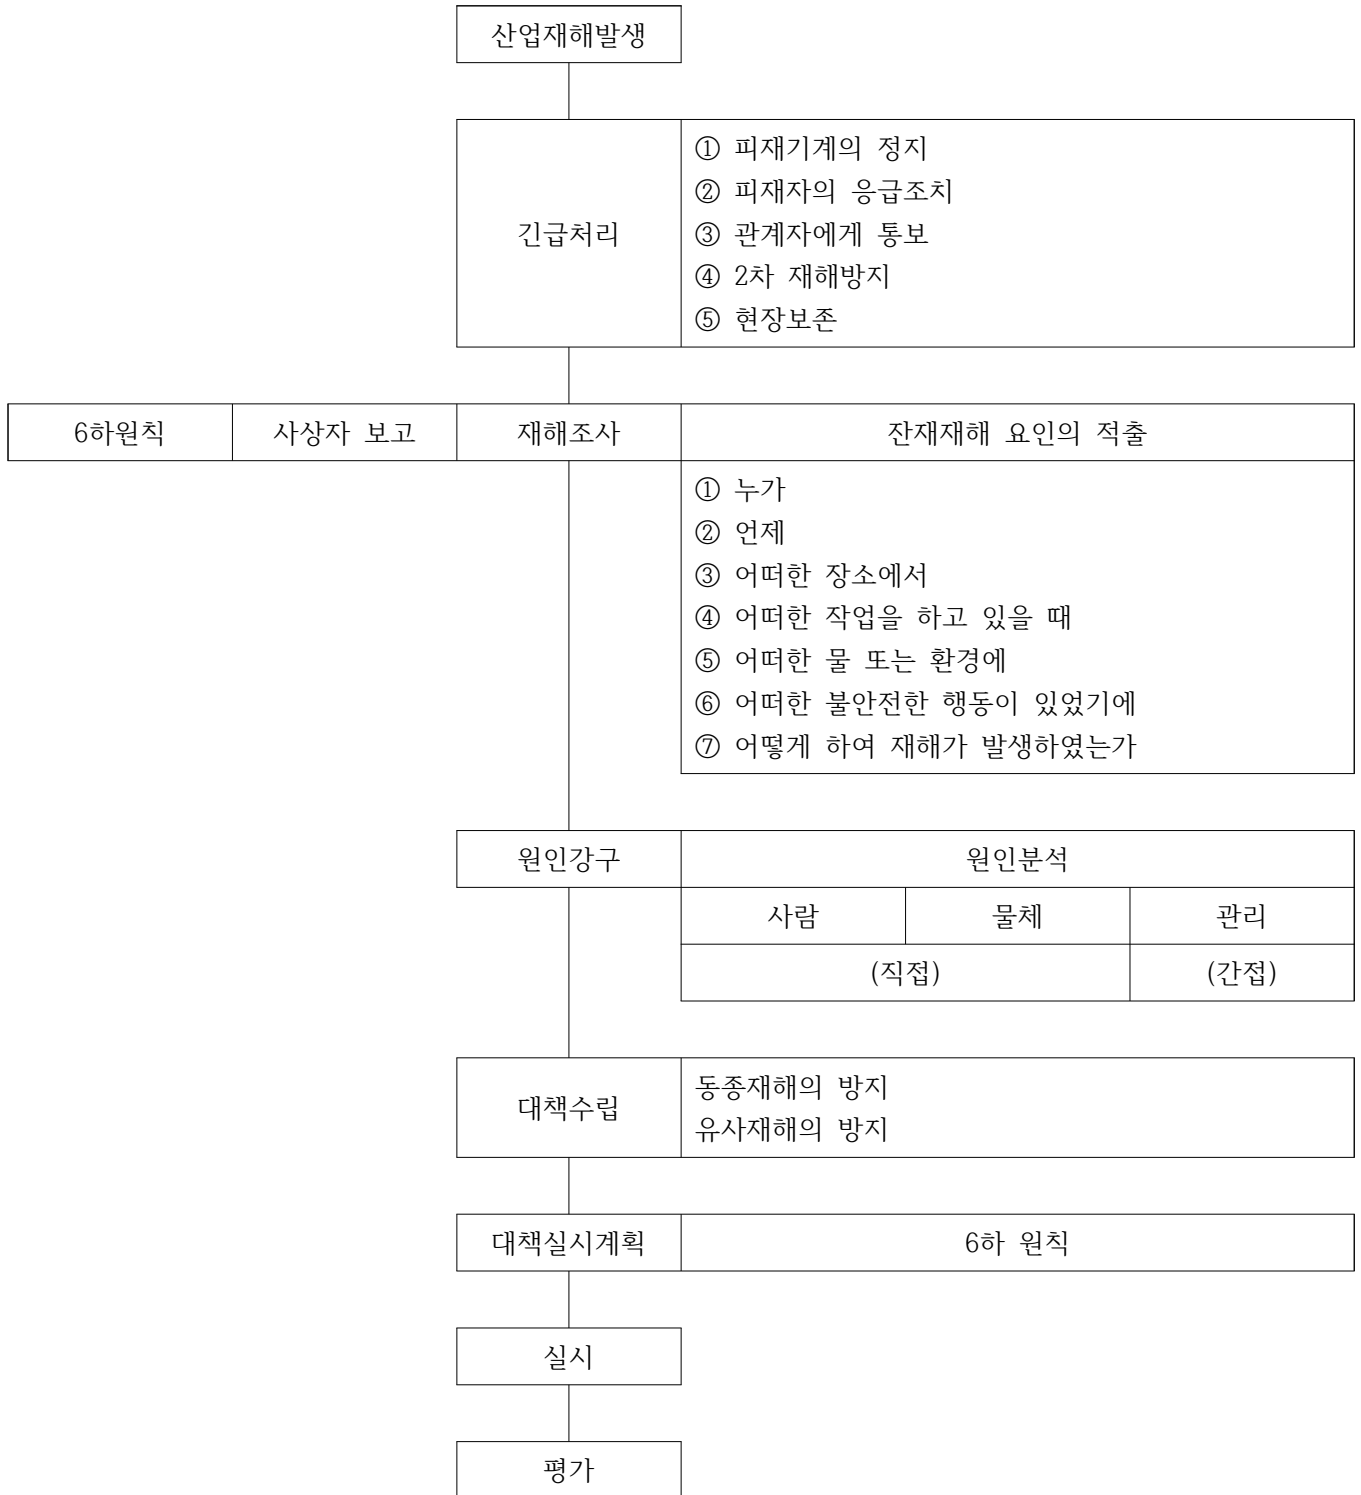 산업재해발생
긴급처리
① 피재기계의 정지
② 피재자의 응급조치
③ 관계자에게 통보
④ 2차 재해방지
⑤ 현장보존
6하원칙
사상자 보고
재해조사
잔재재해 요인의 적출
① 누가
② 언제
③ 어떠한 장소에서
④ 어떠한 작업을 하고 있을 때
⑤ 어떠한 물 또는 환경에
⑥ 어떠한 불안전한 행동이 있었기에
⑦ 어떻게 하여 재해가 발생하였는가
원인강구
원인분석
사람
물체
관리
(직접)
(간접)
대책수립
동종재해의 방지
유사재해의 방지
대책실시계획
6하 원칙
실시
평가